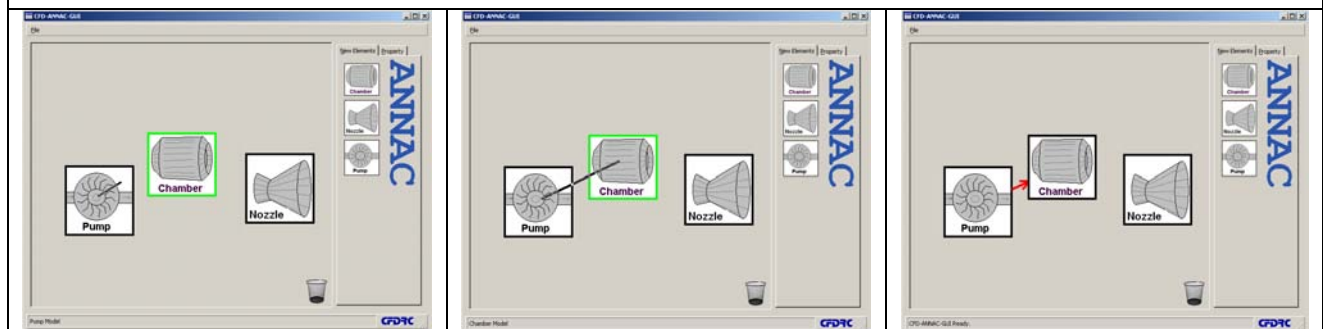 CFD-ANNAC-GUI
File
New Elements Property
Chamber
Nozzle
Pump
ANNAC
Chamber
Pump
Nozzle
Pump Model
CFDRC
CFD-ANNAC-GUI
File
New Elements Property
Chamber
Nozzle
Pump
ANNAC
Chamber
Pump
Nozzle
Chamber Model
CFDRC
CFD-ANNAC-GUI
File
New Elements Property
Chamber
Nozzle
Pump
ANNAC
Chamber
Pump
Nozzle
CFD-ANNAC-GUI Ready.
CFDRC